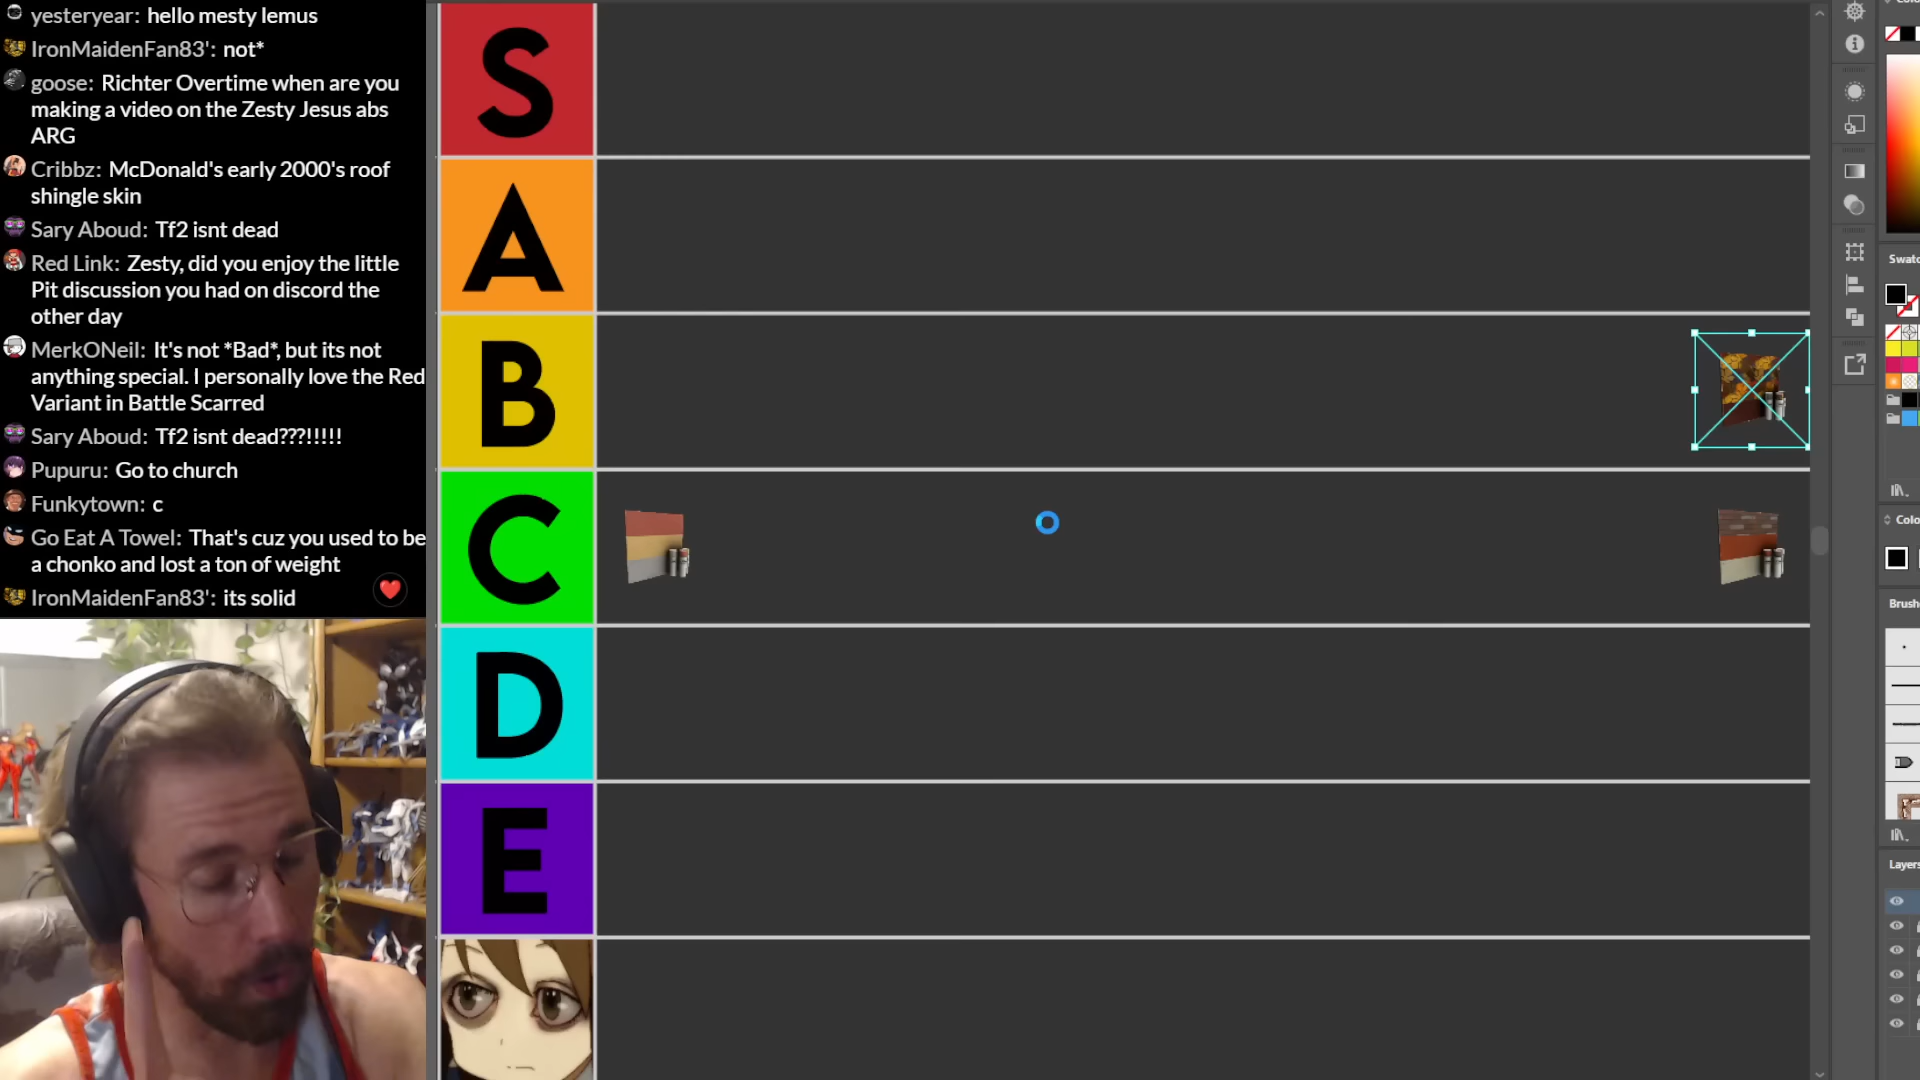 yesteryear: hello mesty lemus
IronMaidenFan83': not*
goose: Richter Overtime when are you
making a video on the Zesty Jesus abs
ARG
Cribbz: McDonald's early 2000's roof
shingle skin
Sary Aboud: Tf2 isnt dead
Red Link: Zesty, did you enjoy the little
Pit discussion you had on discord the
other day
MerkONeil: It's not *Bad*, but its not
anything special. I personally love the Red
Variant in Battle Scarred
Sary Aboud: Tf2 isnt dead???!!!!!
Pupuru: Go to church
Funkytown: c
Go Eat A Towel: That's cuz you used to be
a chonko and lost a ton of weight
IronMaidenFan83': its solid
S
A
B
C
D
E
Swatc
Colo
Brush
Layers